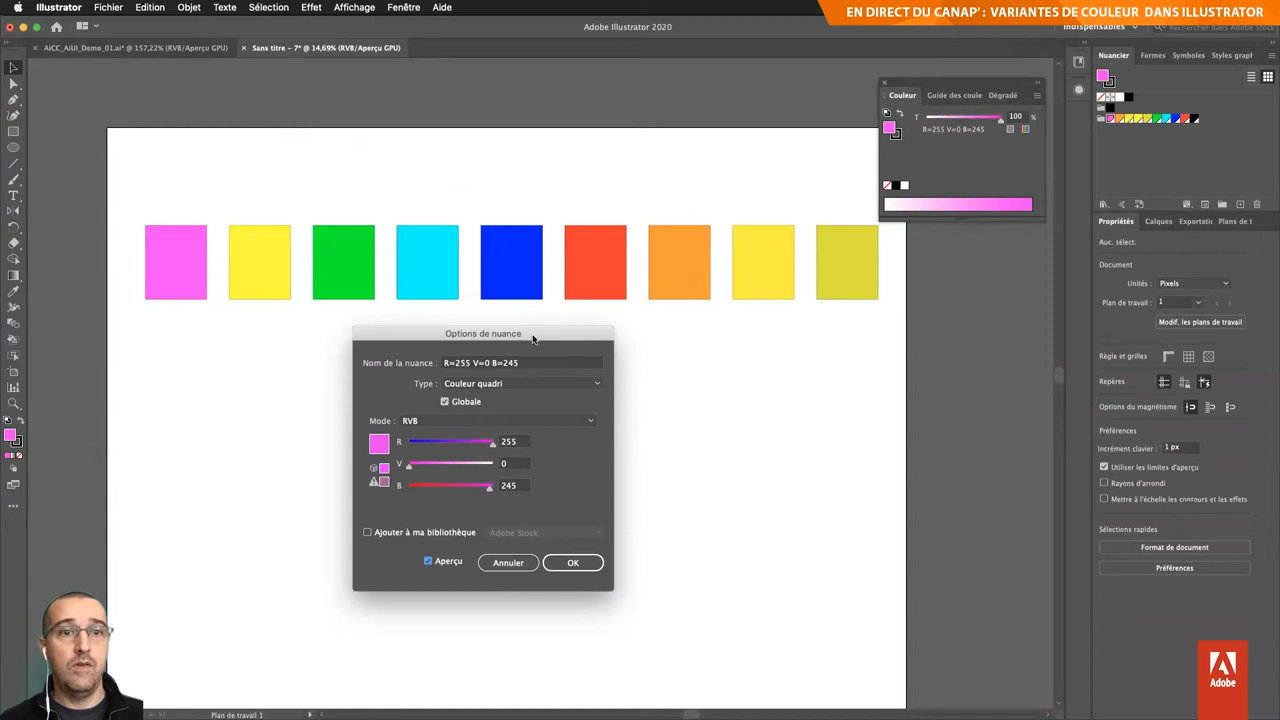 Illustrator Fichier Edition Objet Texte Sélection Effet Affichage Fenêtre Aide
EN DIRECT DU CANAP' : VARIANTES DE COULEUR DANS ILLUSTRATOR
Adobe Illustrator 2020
Indispensables
Rechercher dans Adobe Stock
AiCC_AiUI_Demo_01.ai* @ 157,22% (RVB/Aperçu GPU)
Sans titre - 7* @ 14,69% (RVB/Aperçu GPU)
Nuancier Formes Symboles Styles graph
Couleur Guide des coule Dégradé
T 100 %
R=255 V=0 B=245
Propriétés Calques Exportatic Plans de t
Auc. sélect.
Document
Unités : Pixels
Plan de travail : 1
Modif. les plans de travail
Règle et grilles
Repères
Options du magnétisme
Préférences
Incrément clavier : 1 px
Utiliser les limites d'aperçu
Rayons d'arrondi
Mettre à l'échelle les contours et les effets
Sélections rapides
Format de document
Préférences
Options de nuance
Nom de la nuance : R=255 V=0 B=245
Type : Couleur quadri
Globale
Mode : RVB
R 255
V 0
B 245
Ajouter à ma bibliothèque Adobe Stock
Aperçu Annuler OK
Plan de travail 1
Adobe